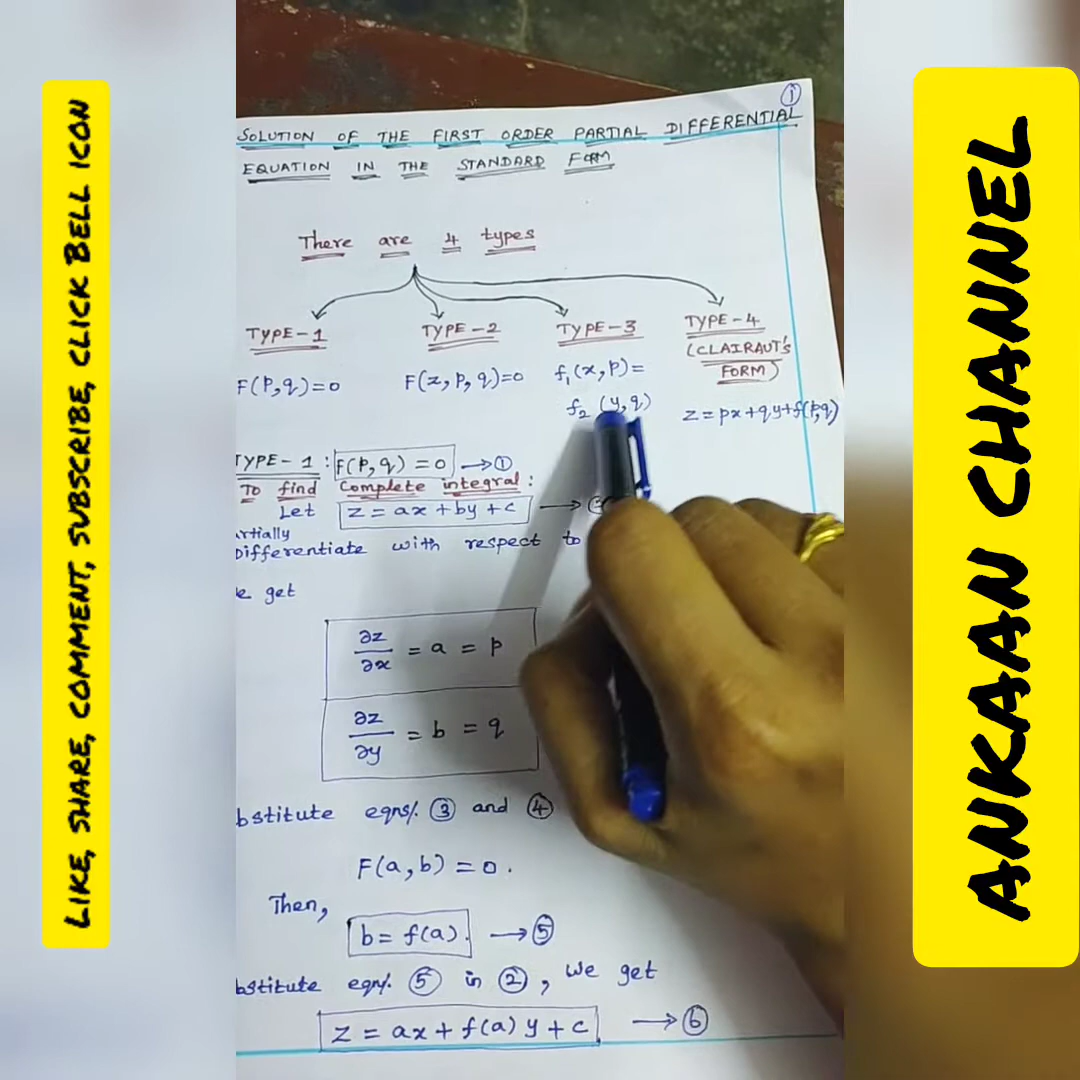 LIKE, SHARE, COMMENT, SUBSCRIBE, CLICK BELL ICON
①
SOLUTION OF THE FIRST ORDER PARTIAL DIFFERENTIAL
EQUATION IN THE STANDARD FORM
There are 4 types
TYPE-1
F(p,q)=0
TYPE-2
F(z,p,q)=0
TYPE-3
f₁(x,p)=
f₂(y,q)
TYPE-4
(CLAIRAUT'S
FORM)
z=px+qy+f(p,q)
TYPE-1: F(p,q)=0 →①
To find Complete integral:
Let z=ax+by+c →
Differentiate with respect to
get
∂z/∂x = a = p
∂z/∂y = b = q
eqns/. ③ and ④
F(a,b)=0.
Then,
b=f(a). →⑤
eqn/. ⑤ in ②, we get
z=ax+f(a)y+c →⑥
ANKAAN CHANNEL